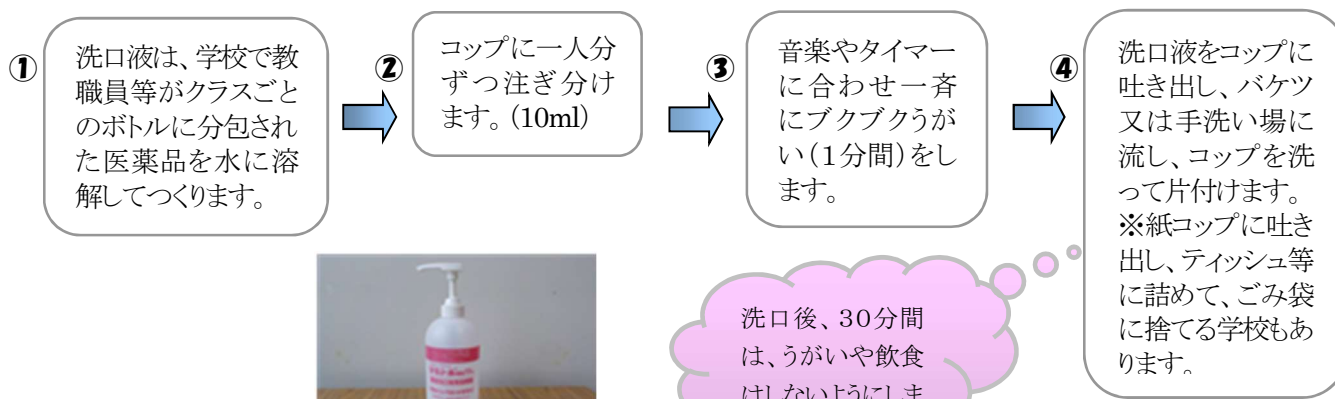 ①
洗口液は、学校で教
職員等がクラスごと
のボトルに分包され
た医薬品を水に溶
解してつくります。
②
コップに一人分
ずつ注ぎ分け
ます。(10ml)
③
音楽やタイマー
に合わせ一斉
にブクブクうが
い(1分間)をし
ます。
④
洗口液をコップに
吐き出し、バケツ
又は手洗い場に
流し、コップを洗
って片付けます。
※紙コップに吐き
出し、ティッシュ等
に詰めて、ごみ袋
に捨てる学校もあ
ります。
洗口後、30分間
は、うがいや飲食
はしないようにしま